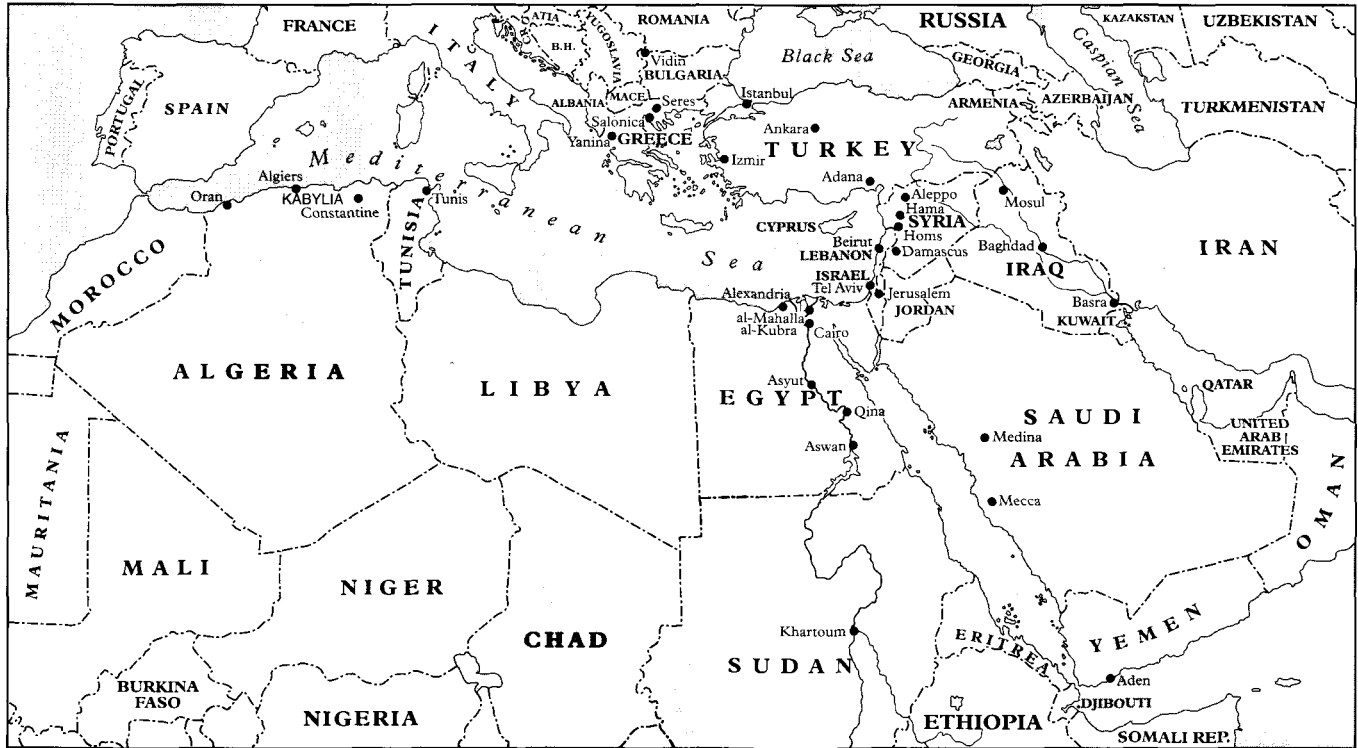 FRANCE
CR
ATIA
YUGOSLAVIA
ROMANIA
RUSSIA
KAZAKSTAN
UZBEKISTAN
ITALY
B.H.
Vidin
BULGARIA
Black Sea
GEORGIA
Caspian Sea
PORTUGAL
SPAIN
ALBANIA
MACE.
Seres
Istanbul
ARMENIA
AZERBAIJAN
TURKMENISTAN
Salonica
Yanina
GREECE
Ankara
TURKEY
Izmir
Mediterranean Sea
Algiers
Oran
KABYLIA
Constantine
Tunis
Adana
Aleppo
Hama
SYRIA
Homs
Mosul
CYPRUS
Beirut
LEBANON
Damascus
Baghdad
IRAQ
IRAN
MOROCCO
TUNISIA
ISRAEL
Tel Aviv
Jerusalem
JORDAN
Alexandria
al-Mahalla
al-Kubra
Cairo
Basra
KUWAIT
ALGERIA
LIBYA
EGYPT
Asyut
Qina
Aswan
SAUDI
ARABIA
Medina
Mecca
QATAR
UNITED
ARAB
EMIRATES
OMAN
MAURITANIA
MALI
NIGER
CHAD
Khartoum
SUDAN
ERITREA
YEMEN
Aden
BURKINA
FASO
NIGERIA
ETHIOPIA
DJIBOUTI
SOMALI REP.